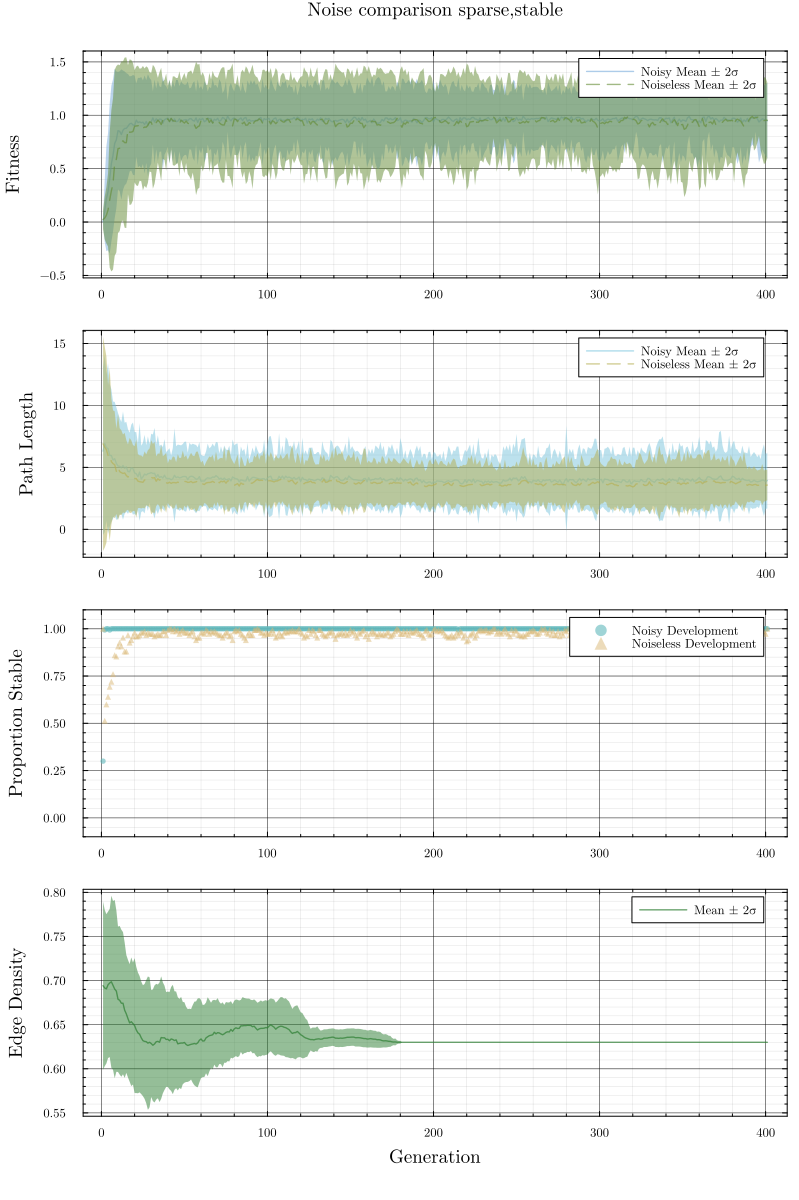 Noise comparison sparse,stable
Fitness
1.5
1.0
0.5
0.0
−0.5
Noisy Mean ± 2σ
Noiseless Mean ± 2σ
0 100 200 300 400
Path Length
15
10
5
0
Noisy Mean ± 2σ
Noiseless Mean ± 2σ
0 100 200 300 400
Proportion Stable
1.00
0.75
0.50
0.25
0.00
Noisy Development
Noiseless Development
0 100 200 300 400
Edge Density
0.80
0.75
0.70
0.65
0.60
0.55
Mean ± 2σ
0 100 200 300 400
Generation